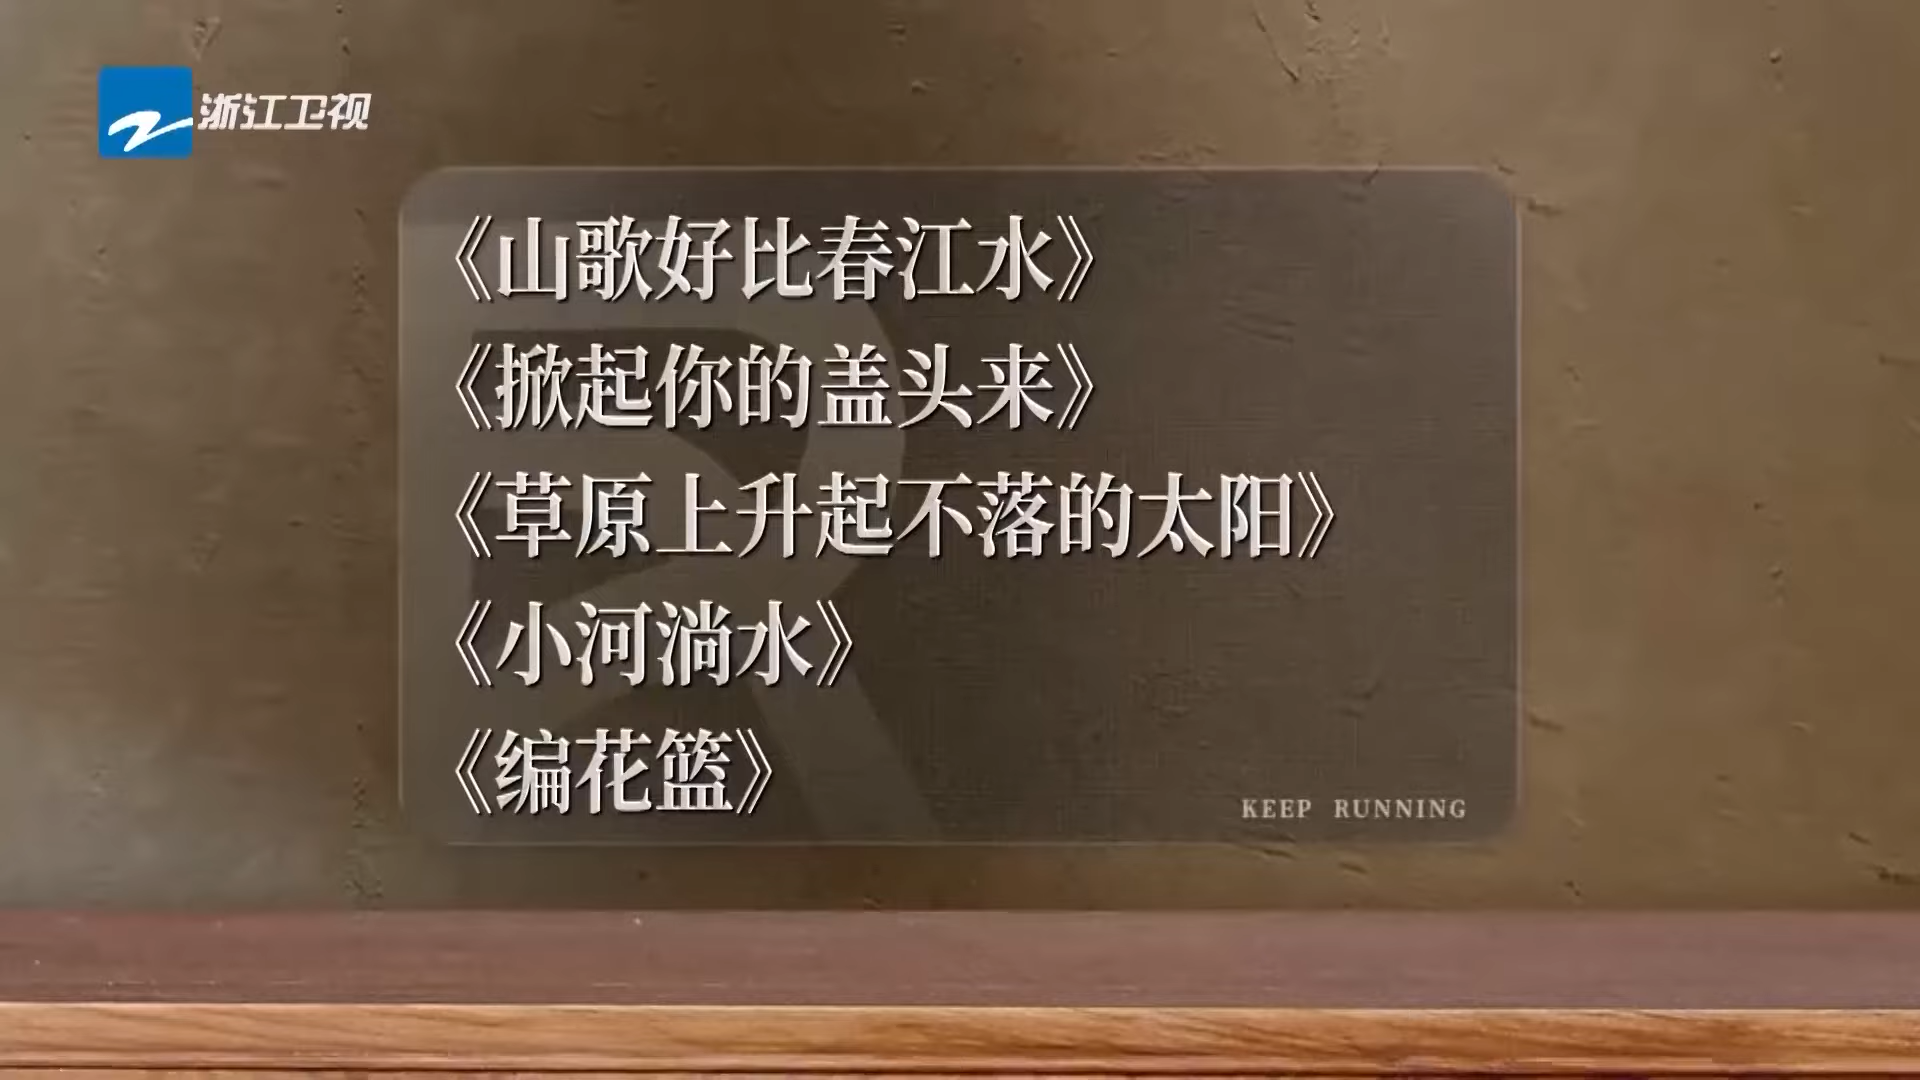 浙江卫视
《山歌好比春江水》
《掀起你的盖头来》
《草原上升起不落的太阳》
《小河淌水》
《编花篮》
KEEP RUNNING